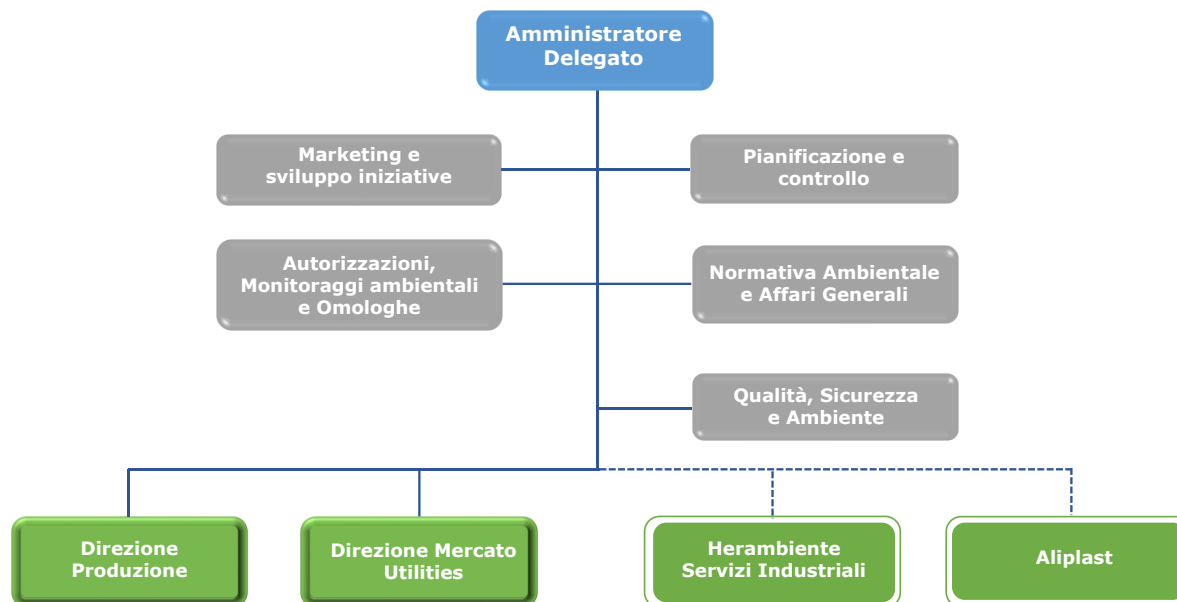 Amministratore
Delegato
Marketing e
sviluppo iniziative
Pianificazione e
controllo
Autorizzazioni,
Monitoraggi ambientali
e Omologhe
Normativa Ambientale
e Affari Generali
Qualità, Sicurezza
e Ambiente
Direzione
Produzione
Direzione Mercato
Utilities
Herambiente
Servizi Industriali
Aliplast